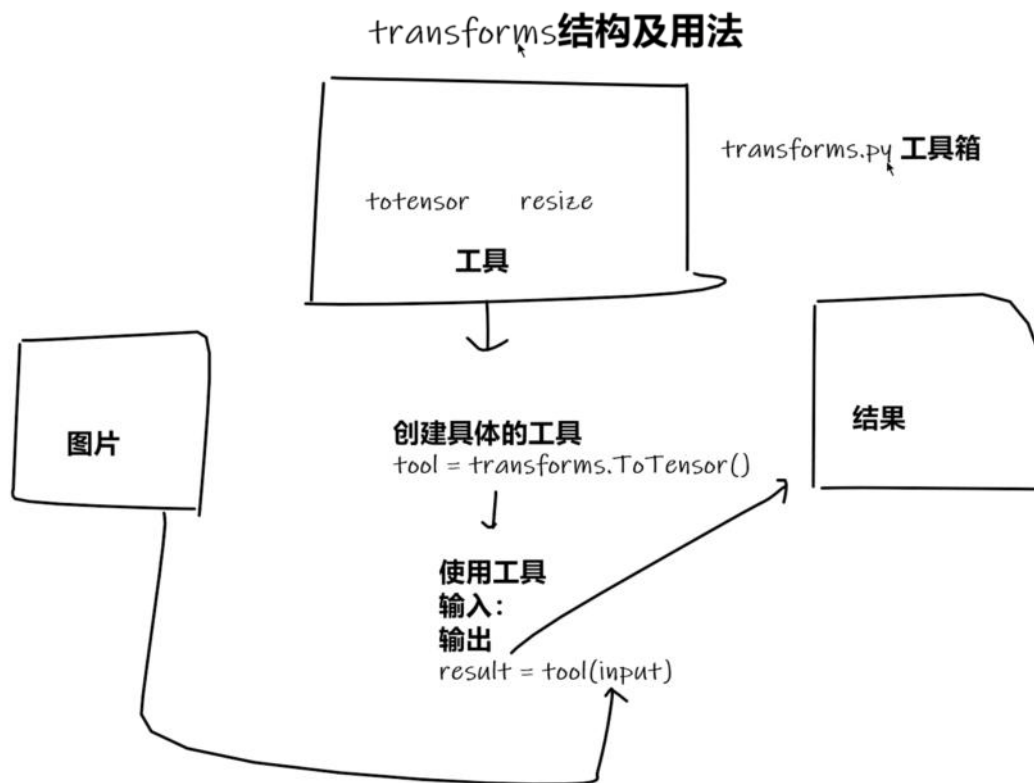 transforms结构及用法
transforms.py 工具箱
totensor resize
工具
图片
创建具体的工具
tool = transforms.ToTensor()
结果
使用工具
输入：
输出
result = tool(input)